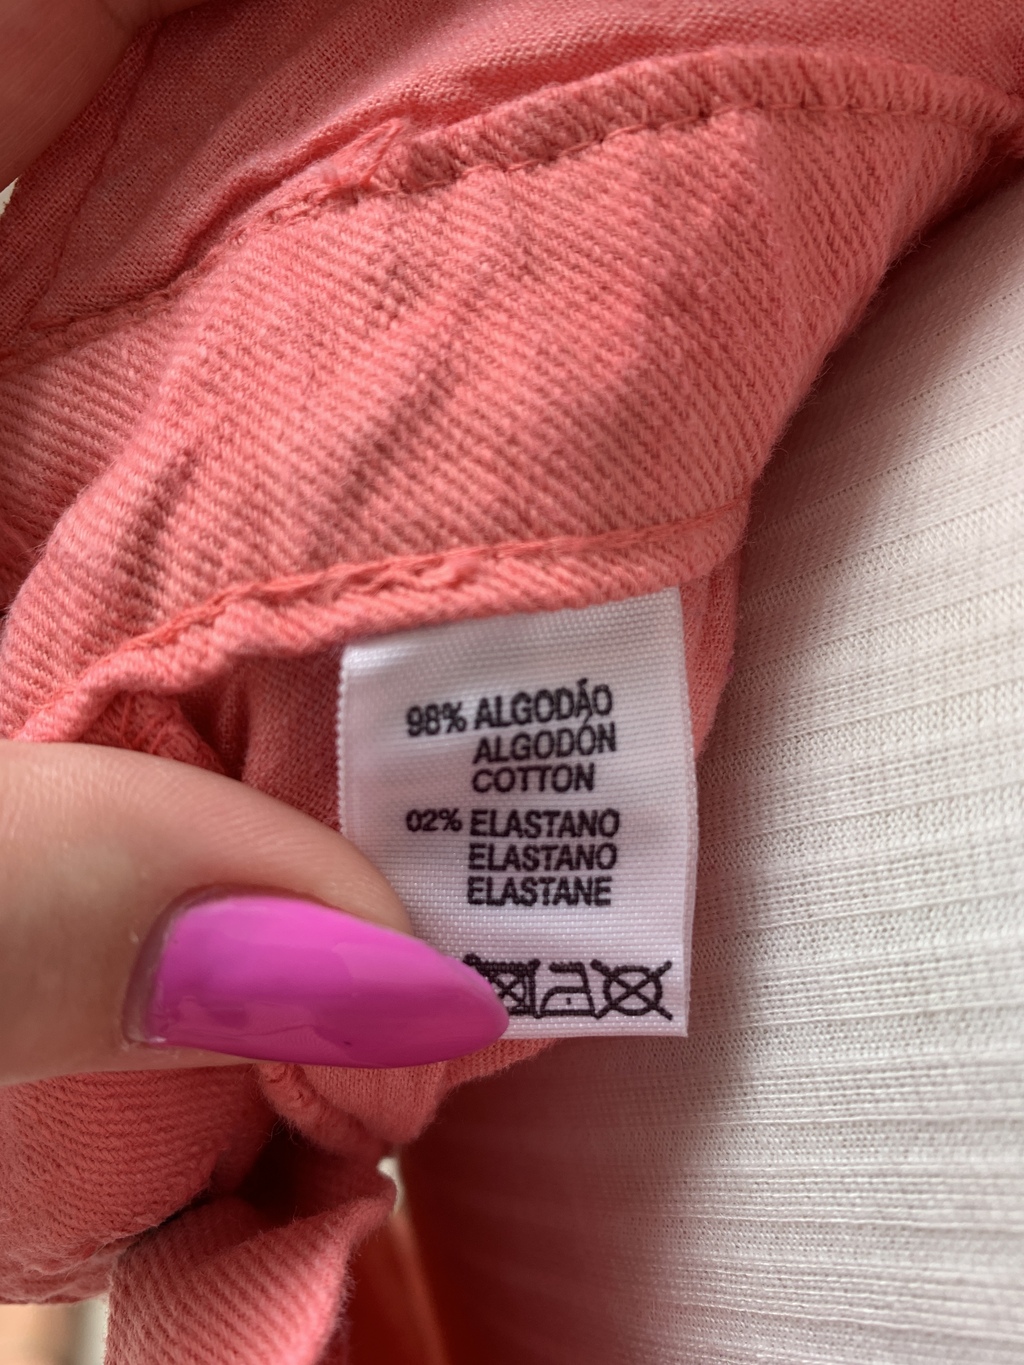 98% ALGODÃO
ALGODÓN
COTTON
02% ELASTANO
ELASTANO
ELASTANE